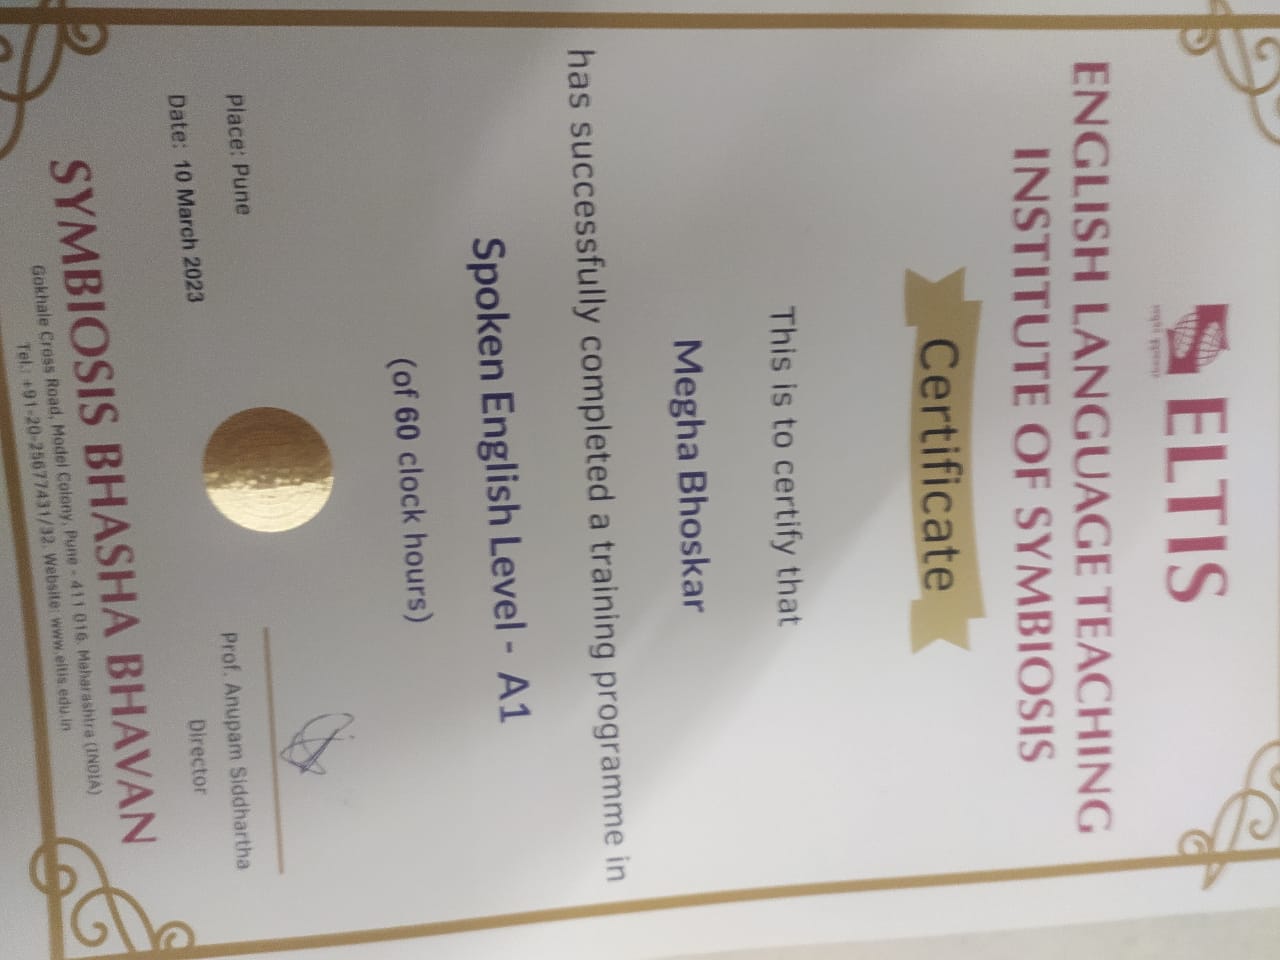 ELTIS
ENGLISH LANGUAGE TEACHING
INSTITUTE OF SYMBIOSIS
Certificate
This is to certify that
Megha Bhoskar
has successfully completed a training programme in
Spoken English Level - A1
(of 60 clock hours)
Place: Pune
Date: 10 March 2023
Prof. Anupam Siddhartha
Director
SYMBIOSIS BHASHA BHAVAN
Gokhale Cross Road, Model Colony, Pune - 411 016. Maharashtra (INDIA)
Tel.: +91-20-25677431/32. Website: www.eltis.edu.in